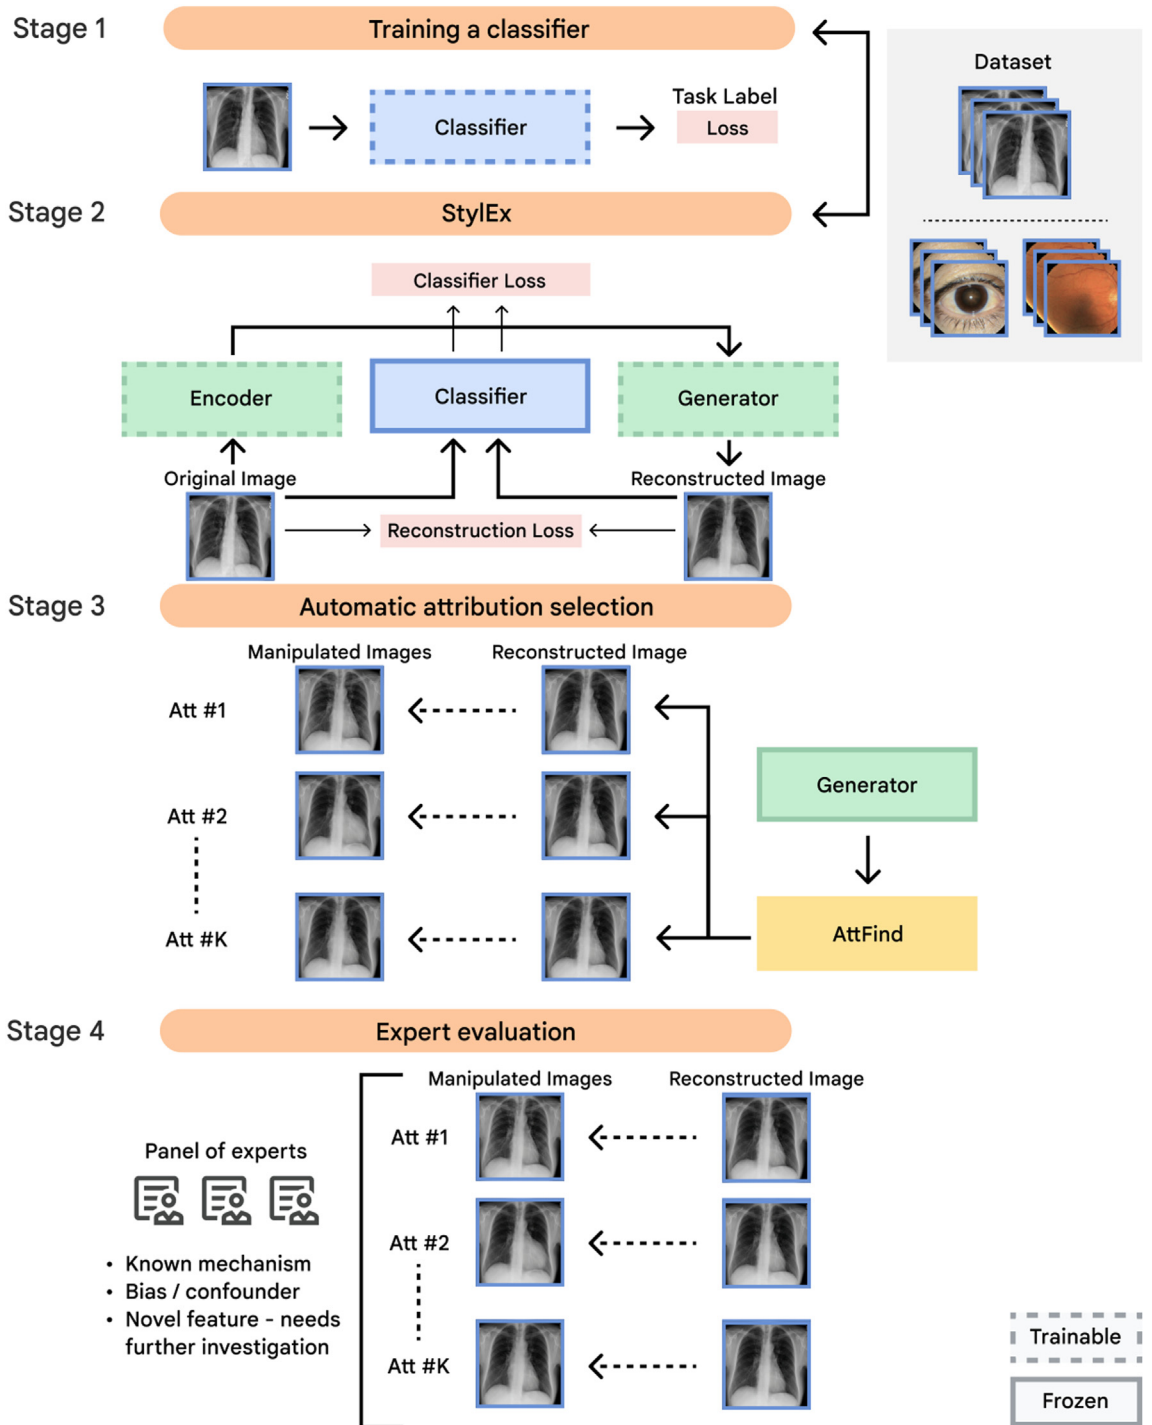 Stage 1
Training a classifier
Dataset
Classifier
Task Label
Loss
Stage 2
StylEx
Classifier Loss
Encoder
Classifier
Generator
Original Image
Reconstructed Image
Reconstruction Loss
Stage 3
Automatic attribution selection
Manipulated Images
Reconstructed Image
Att #1
Generator
Att #2
AttFind
Att #K
Stage 4
Expert evaluation
Manipulated Images
Reconstructed Image
Att #1
Panel of experts
Att #2
• Known mechanism
• Bias / confounder
• Novel feature - needs
further investigation
Att #K
Trainable
Frozen